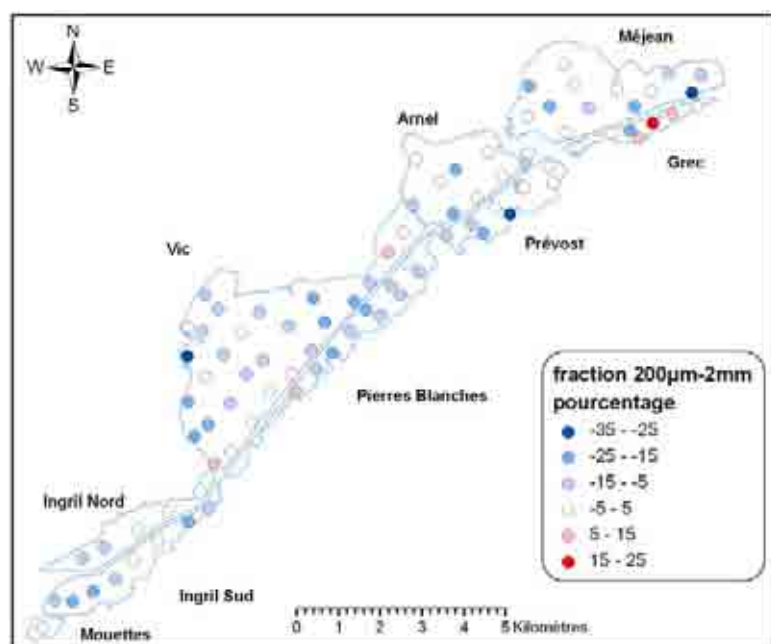 N
W E
S
Méjean
Arnel
Grec
Prévost
Vic
Pierres Blanches
fraction 200µm-2mm
pourcentage
-35 - -25
-25 - -15
-15 - -5
-5 - 5
5 - 15
15 - 25
Ingril Nord
Ingril Sud
Mouettes
0 1 2 3 4 5 Kilomètres